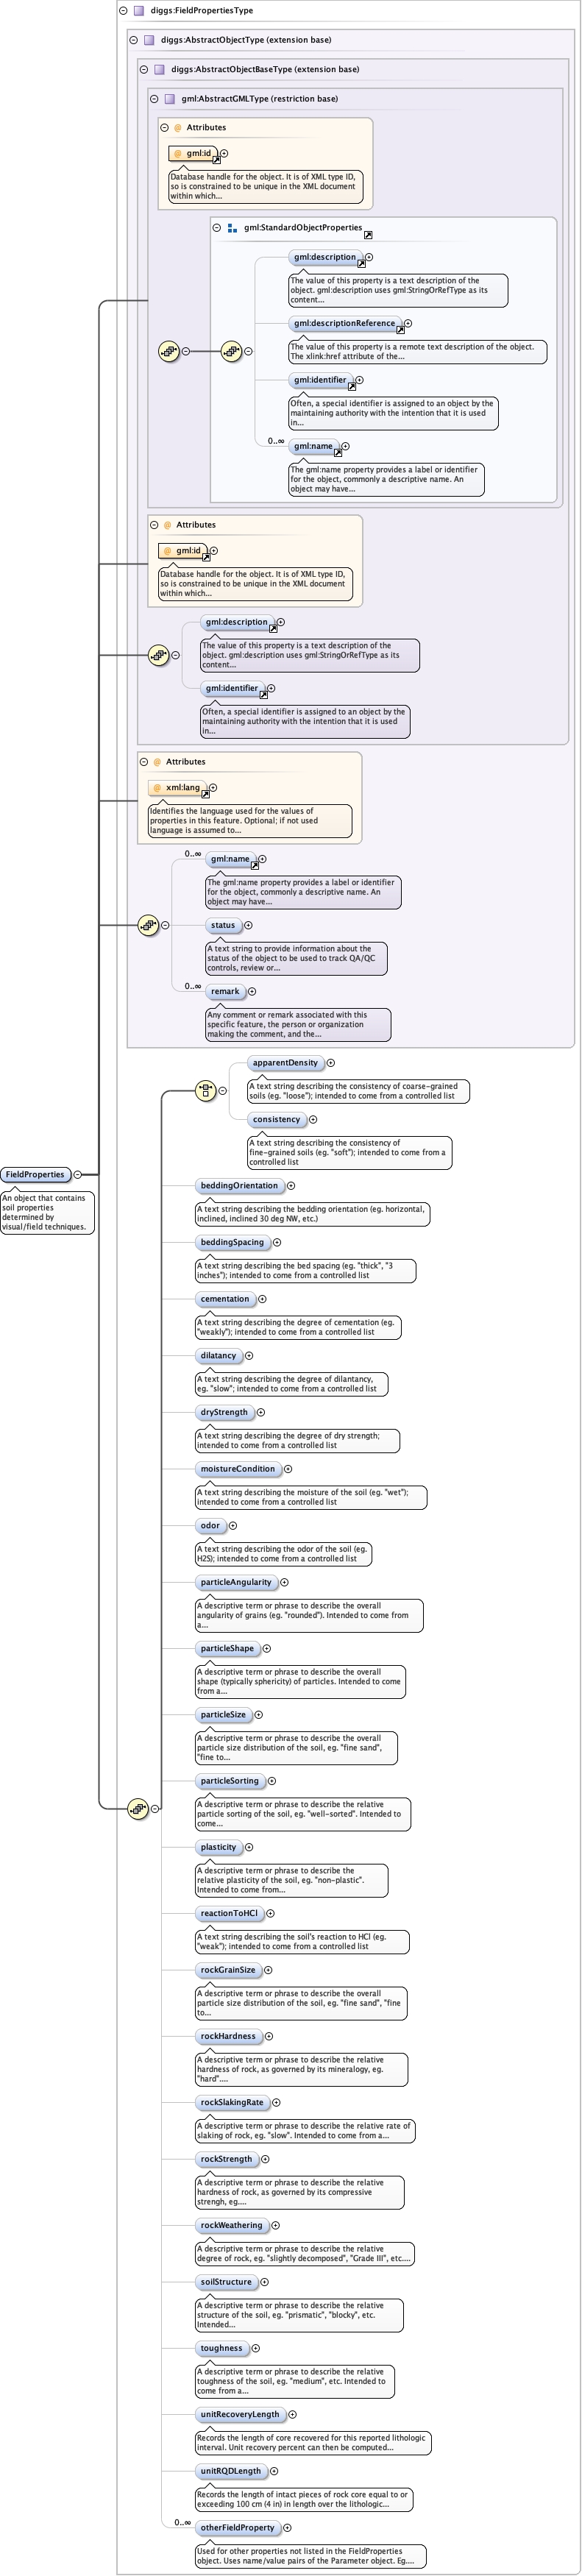 diggs:FieldPropertiesType
diggs:AbstractObjectType (extension base)
diggs:AbstractObjectBaseType (extension base)
gml:AbstractGMLType (restriction base)
@ Attributes
@ gml:id
Database handle for the object. It is of XML type ID,
so is constrained to be unique in the XML document
within which...
gml:StandardObjectProperties
gml:description
The value of this property is a text description of the
object. gml:description uses gml:StringOrRefType as its
content...
gml:descriptionReference
The value of this property is a remote text description of the object.
The xlink:href attribute of the...
gml:identifier
Often, a special identifier is assigned to an object by the
maintaining authority with the intention that it is used
in...
0..∞
gml:name
The gml:name property provides a label or identifier
for the object, commonly a descriptive name. An
object may have...
@ Attributes
@ gml:id
Database handle for the object. It is of XML type ID,
so is constrained to be unique in the XML document
within which...
gml:description
The value of this property is a text description of the
object. gml:description uses gml:StringOrRefType as its
content...
gml:identifier
Often, a special identifier is assigned to an object by the
maintaining authority with the intention that it is used
in...
@ Attributes
@ xml:lang
Identifies the language used for the values of
properties in this feature. Optional; if not used
language is assumed to...
0..∞
gml:name
The gml:name property provides a label or identifier
for the object, commonly a descriptive name. An
object may have...
status
A text string to provide information about the
status of the object to be used to track QA/QC
controls, review or...
0..∞
remark
Any comment or remark associated with this
specific feature, the person or organization
making the comment, and the...
apparentDensity
A text string describing the consistency of coarse-grained
soils (eg. "loose"); intended to come from a controlled list
consistency
A text string describing the consistency of
fine-grained soils (eg. "soft"); intended to come from a
controlled list
FieldProperties
An object that contains
soil properties
determined by
visual/field techniques.
beddingOrientation
A text string describing the bedding orientation (eg. horizontal,
inclined, inclined 30 deg NW, etc.)
beddingSpacing
A text string describing the bed spacing (eg. "thick", "3
inches"); intended to come from a controlled list
cementation
A text string describing the degree of cementation (eg.
"weakly"); intended to come from a controlled list
dilatancy
A text string describing the degree of dilantancy,
eg. "slow"; intended to come from a controlled list
dryStrength
A text string describing the degree of dry strength;
intended to come from a controlled list
moistureCondition
A text string describing the moisture of the soil (eg. "wet");
intended to come from a controlled list
odor
A text string describing the odor of the soil (eg.
H2S); intended to come from a controlled list
particleAngularity
A descriptive term or phrase to describe the overall
angularity of grains (eg. "rounded"). Intended to come from
a...
particleShape
A descriptive term or phrase to describe the overall
shape (typically sphericity) of particles. Intended to come
from a...
particleSize
A descriptive term or phrase to describe the overall
particle size distribution of the soil, eg. "fine sand",
"fine to...
particleSorting
A descriptive term or phrase to describe the relative
particle sorting of the soil, eg. "well-sorted". Intended to
come...
plasticity
A descriptive term or phrase to describe the
relative plasticity of the soil, eg. "non-plastic".
Intended to come from...
reactionToHCl
A text string describing the soil's reaction to HCl (eg.
"weak"); intended to come from a controlled list
rockGrainSize
A descriptive term or phrase to describe the overall
particle size distribution of the soil, eg. "fine sand", "fine
to...
rockHardness
A descriptive term or phrase to describe the relative
hardness of rock, as governed by its mineralogy, eg.
"hard"....
rockSlakingRate
A descriptive term or phrase to describe the relative rate of
slaking of rock, eg. "slow". Intended to come from a...
rockStrength
A descriptive term or phrase to describe the relative
hardness of rock, as governed by its compressive
strengh, eg....
rockWeathering
A descriptive term or phrase to describe the relative
degree of rock, eg. "slightly decomposed", "Grade III", etc....
soilStructure
A descriptive term or phrase to describe the relative
structure of the soil, eg. "prismatic", "blocky", etc.
Intended...
toughness
A descriptive term or phrase to describe the relative
toughness of the soil, eg. "medium", etc. Intended to
come from a...
unitRecoveryLength
Records the length of core recovered for this reported lithologic
interval. Unit recovery percent can then be computed...
unitRQDLength
Records the length of intact pieces of rock core equal to or
exceeding 100 cm (4 in) in length over the lithologic...
0..∞
otherFieldProperty
Used for other properties not listed in the FieldProperties
object. Uses name/value pairs of the Parameter object. Eg....